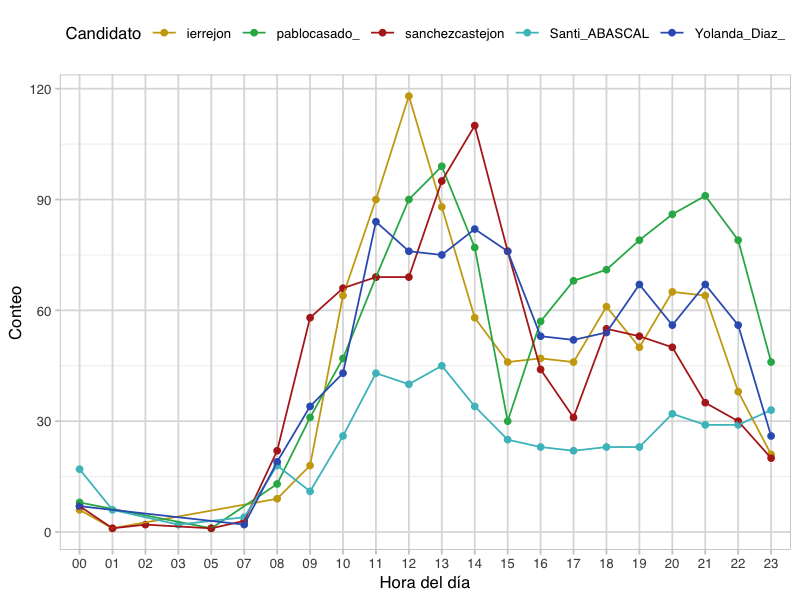 Candidato ierrejon pablocasado_ sanchezcastejon Santi_ABASCAL Yolanda_Diaz_
120
90
60
30
0
Conteo
00 01 02 03 05 07 08 09 10 11 12 13 14 15 16 17 18 19 20 21 22 23
Hora del día